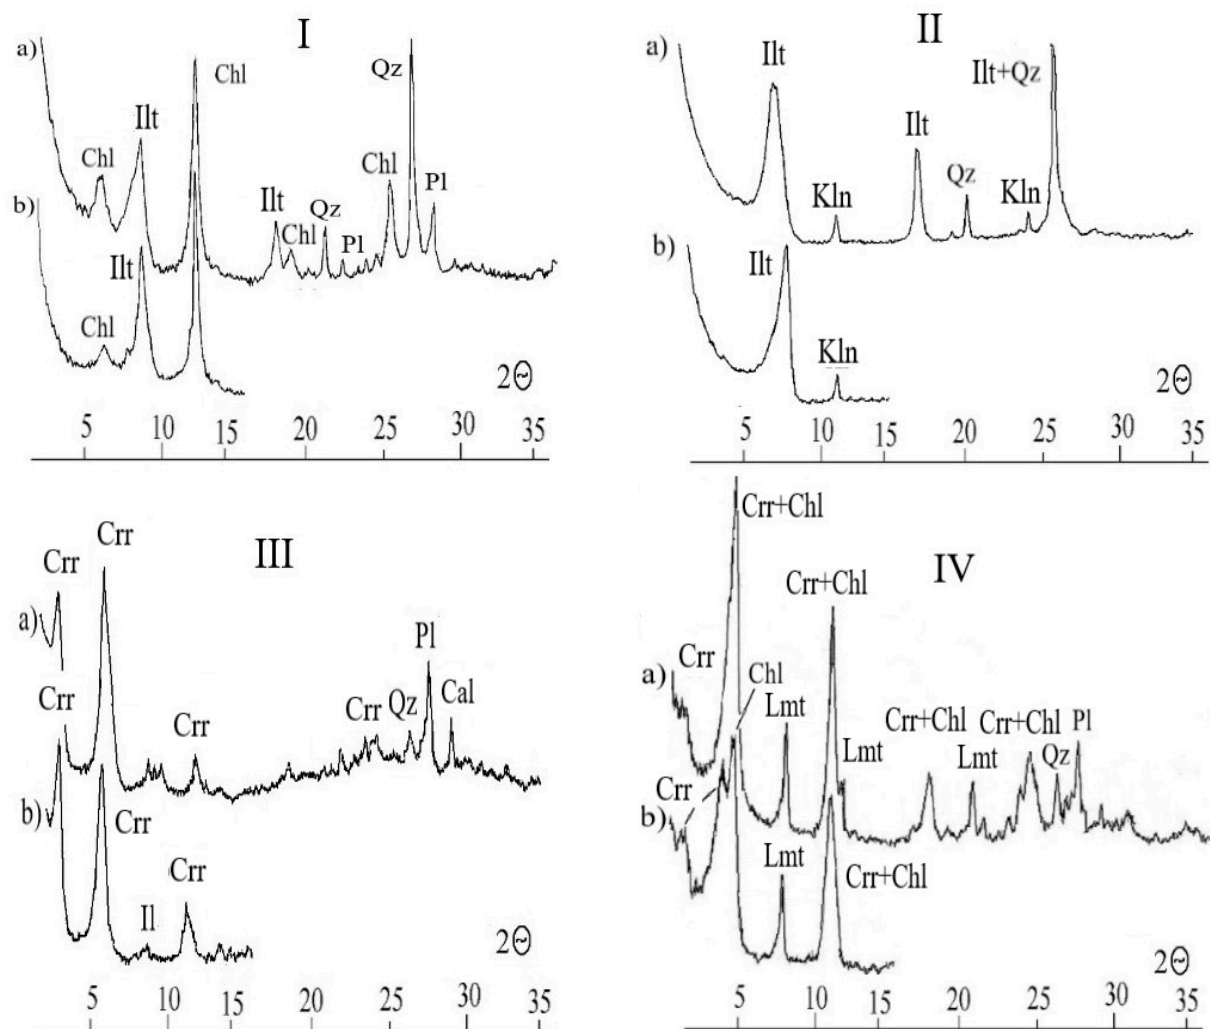 I
a)
Chl
Ilt
Chl
Ilt
Chl
Qz
Pl
Chl
Qz
Pl
b)
Chl
Ilt
2Θ
5 10 15 20 25 30 35
II
a)
Ilt
Kln
Ilt
Qz
Kln
Ilt+Qz
b)
Ilt
Kln
2Θ
5 11 15 20 25 30 35
III
a)
Crr
Crr
Crr
Crr
Qz
Pl
Cal
b)
Crr
Crr
Il
Crr
2Θ
5 10 15 20 25 30 35
IV
a)
Crr
Crr+Chl
Lmt
Crr+Chl
Lmt
Crr+Chl
Lmt
Crr+Chl
Qz
Pl
b)
Crr
Chl
Lmt
Crr+Chl
2Θ
5 10 15 20 25 30 35